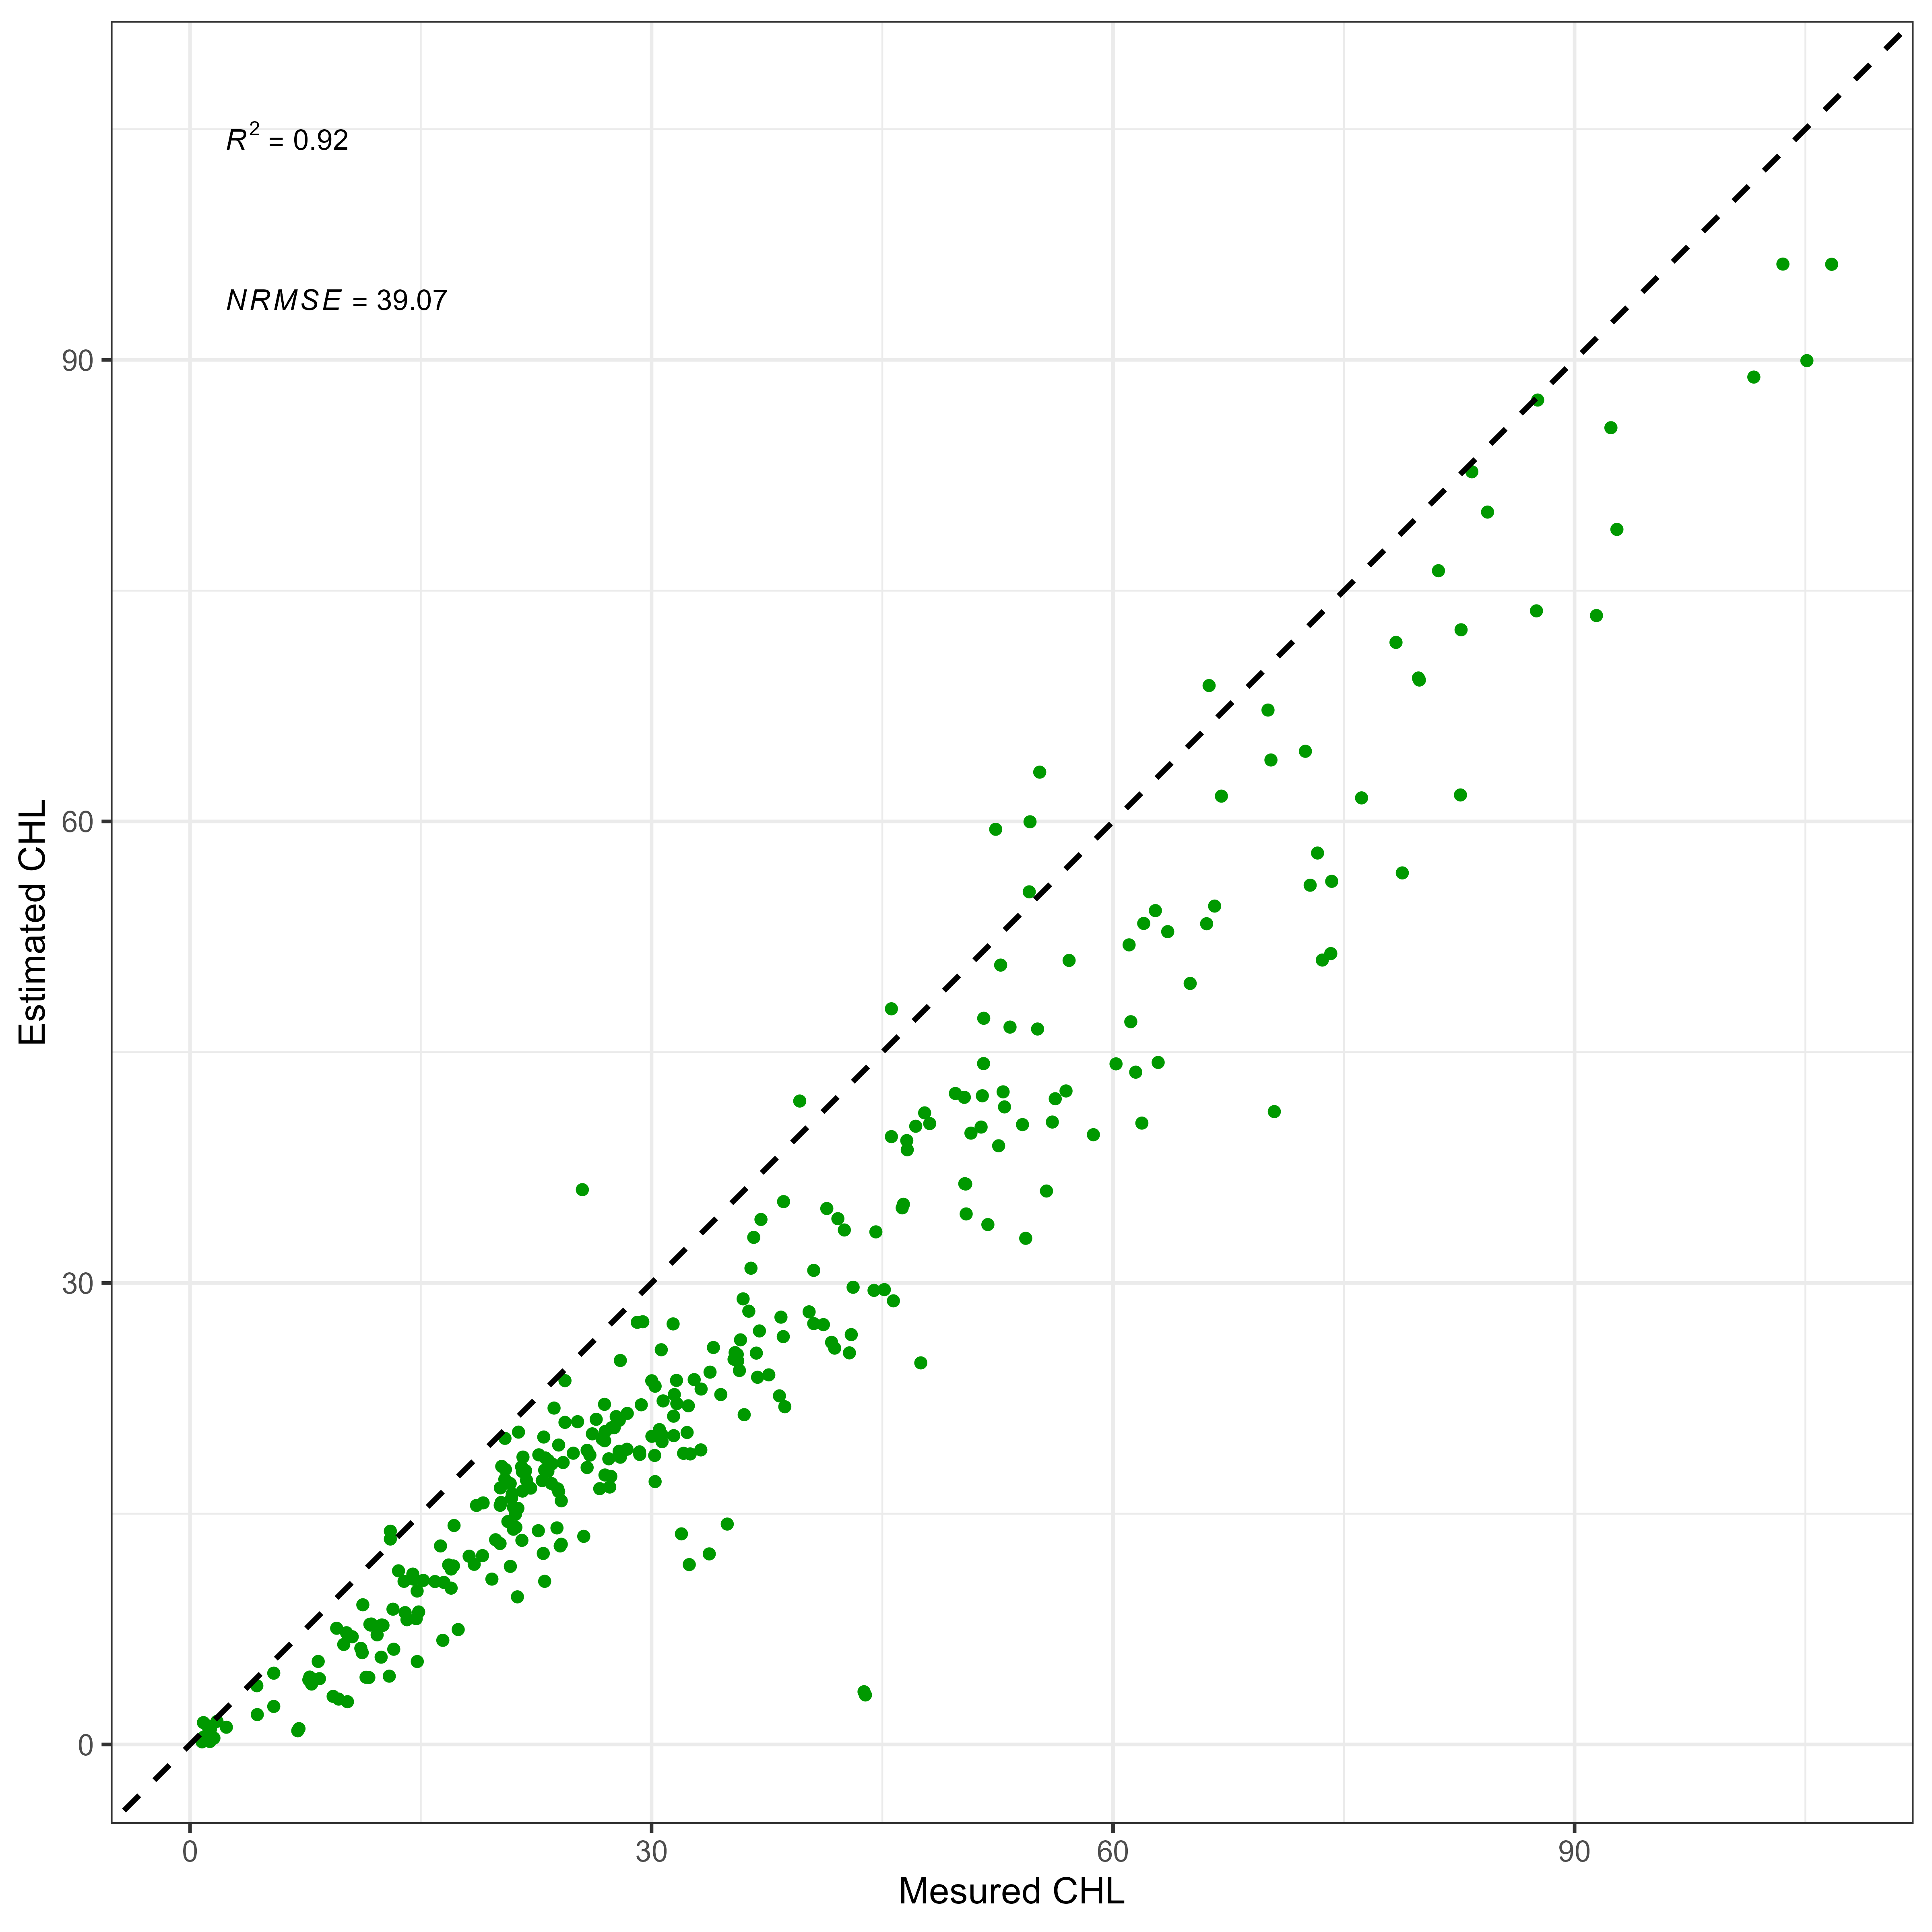 R² = 0.92
NRMSE = 39.07
90
60
30
0
Estimated CHL
0 30 60 90
Mesured CHL